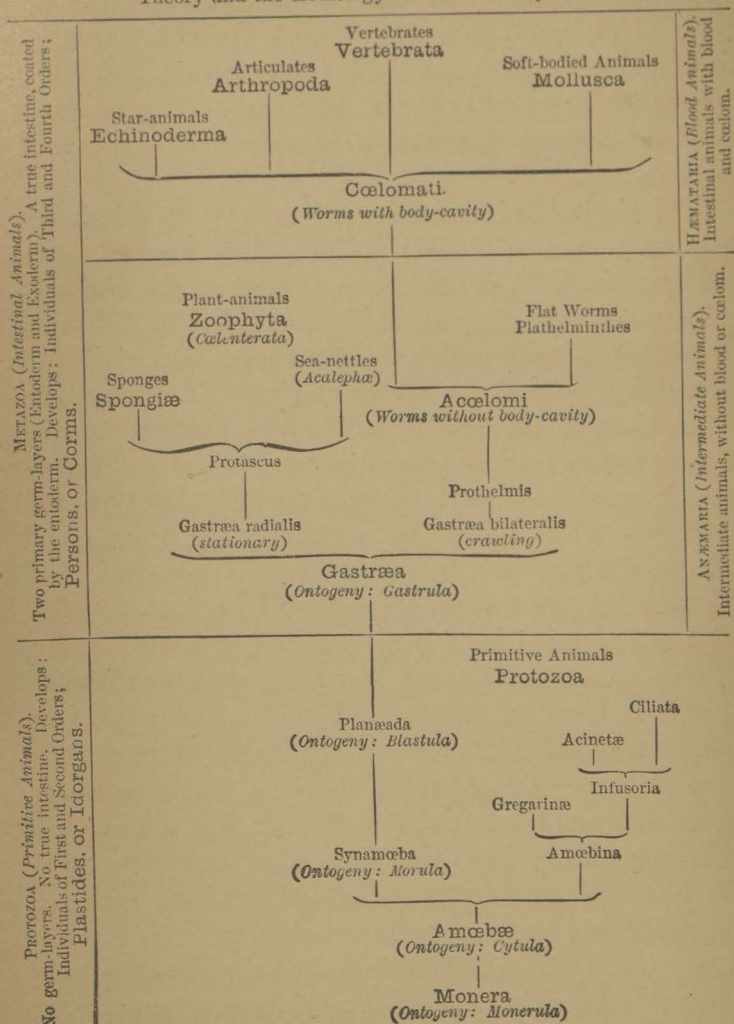 Theory and the
Vertebrates
Vertebrata
Articulates
Arthropoda
Soft-bodied Animals
Mollusca
Star-animals
Echinoderma
Cœlomati.
(Worms with body-cavity)
Plant-animals
Zoophyta
(Cœlenterata)
Flat Worms
Plathelminthes
Sea-nettles
(Acalephæ)
Sponges
Spongiæ
Acœlomi
(Worms without body-cavity)
Protascus
Prothelmis
Gastræa radialis
(stationary)
Gastræa bilateralis
(crawling)
Gastræa
(Ontogeny: Gastrula)
Primitive Animals
Protozoa
Ciliata
Planæada
(Ontogeny: Blastula)
Acinetæ
Infusoria
Gregarinæ
Synamœba
(Ontogeny: Morula)
Amœbina
Amœbæ
(Ontogeny: Cytula)
Monera
(Ontogeny: Monerula)
METAZOA (Intestinal Animals).
Two primary germ-layers (Entoderm and Exoderm). A true intestine, coated
by the entoderm. Develops: Individuals of Third and Fourth Orders;
Persons, or Corms.
PROTOZOA (Primitive Animals).
No germ-layers. No true intestine. Develops:
Individuals of First and Second Orders;
Plastides, or Idorgans.
HÆMATARIA (Blood Animals).
Intestinal animals with blood
and cœlom.
ANÆMARIA (Intermediate Animals).
Intermediate animals, without blood or cœlom.